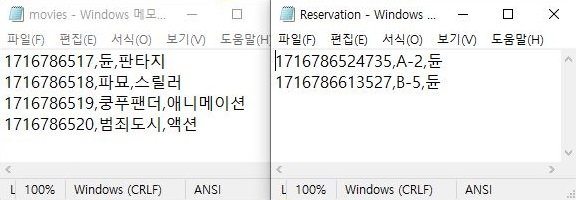 movies - Windows 메모...
파일(F) 편집(E) 서식(O) 보기(V) 도움말(H)
1716786517,듄,판타지
1716786518,파묘,스릴러
1716786519,쿵푸팬더,애니메이션
1716786520,범죄도시,액션
L 100% Windows (CRLF) ANSI
Reservation - Windows ...
파일(F) 편집(E) 서식(O) 보기(V) 도움말(H)
1716786524735,A-2,듄
1716786613527,B-5,듄
L 100% Windows (CRLF) ANSI